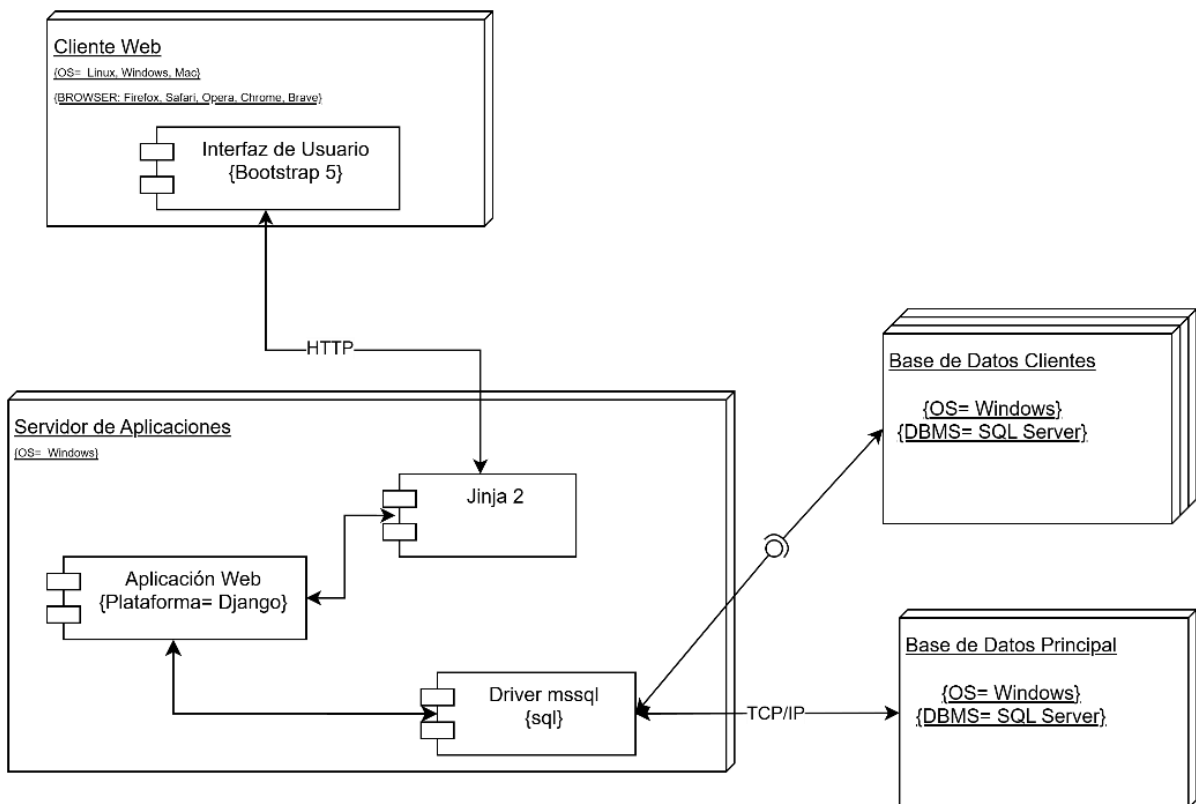 Cliente Web
{OS= Linux, Windows, Mac}
{BROWSER: Firefox, Safari, Opera, Chrome, Brave}
Interfaz de Usuario
{Bootstrap 5}
HTTP
Servidor de Aplicaciones
{OS= Windows}
Jinja 2
Aplicación Web
{Plataforma= Django}
Driver mssql
{sql}
TCP/IP
Base de Datos Clientes
{OS= Windows}
{DBMS= SQL Server}
Base de Datos Principal
{OS= Windows}
{DBMS= SQL Server}